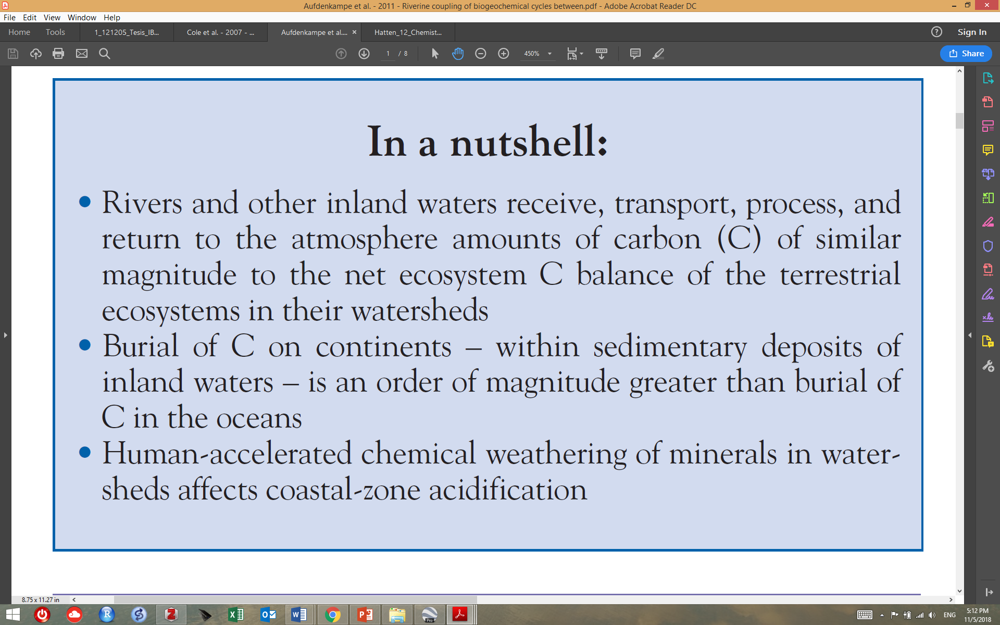 Aufdenkampe et al. - 2011 - Riverine coupling of biogeochemical cycles between.pdf - Adobe Acrobat Reader DC
File Edit View Window Help
Home Tools 1_121205_Tesis_IB... Cole et al. - 2007 - ... Aufdenkampe et al.... Hatten_12_Chemist... Sign In
1 / 8 450% Share
In a nutshell:
• Rivers and other inland waters receive, transport, process, and
return to the atmosphere amounts of carbon (C) of similar
magnitude to the net ecosystem C balance of the terrestrial
ecosystems in their watersheds
• Burial of C on continents – within sedimentary deposits of
inland waters – is an order of magnitude greater than burial of
C in the oceans
• Human-accelerated chemical weathering of minerals in water-
sheds affects coastal-zone acidification
8.75 x 11.27 in
5:12 PM
ENG
11/5/2018